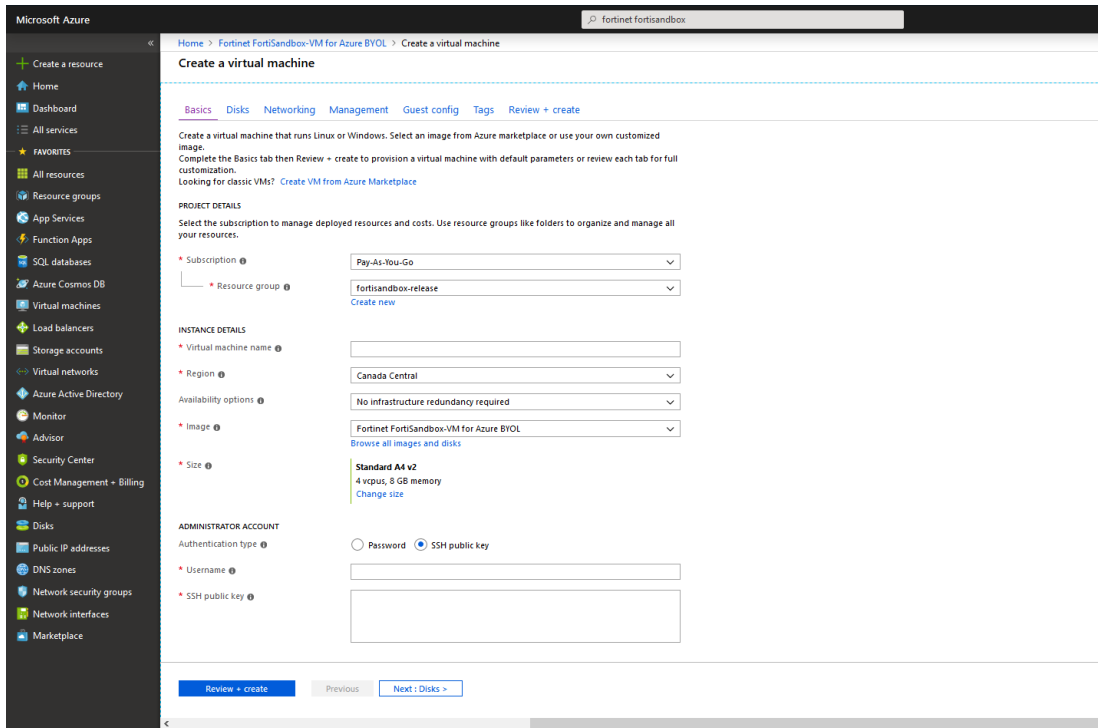 Microsoft Azure
fortinet fortisandbox
«
Create a resource
Home
Dashboard
All services
FAVORITES
All resources
Resource groups
App Services
Function Apps
SQL databases
Azure Cosmos DB
Virtual machines
Load balancers
Storage accounts
Virtual networks
Azure Active Directory
Monitor
Advisor
Security Center
Cost Management + Billing
Help + support
Disks
Public IP addresses
DNS zones
Network security groups
Network interfaces
Marketplace
Home > Fortinet FortiSandbox-VM for Azure BYOL > Create a virtual machine
Create a virtual machine
Basics Disks Networking Management Guest config Tags Review + create
Create a virtual machine that runs Linux or Windows. Select an image from Azure marketplace or use your own customized
image.
Complete the Basics tab then Review + create to provision a virtual machine with default parameters or review each tab for full
customization.
Looking for classic VMs? Create VM from Azure Marketplace
PROJECT DETAILS
Select the subscription to manage deployed resources and costs. Use resource groups like folders to organize and manage all
your resources.
* Subscription Pay-As-You-Go
* Resource group fortisandbox-release
Create new
INSTANCE DETAILS
* Virtual machine name
* Region Canada Central
Availability options No infrastructure redundancy required
* Image Fortinet FortiSandbox-VM for Azure BYOL
Browse all images and disks
* Size Standard A4 v2
4 vcpus, 8 GB memory
Change size
ADMINISTRATOR ACCOUNT
Authentication type Password SSH public key
* Username
* SSH public key
Review + create Previous Next : Disks >